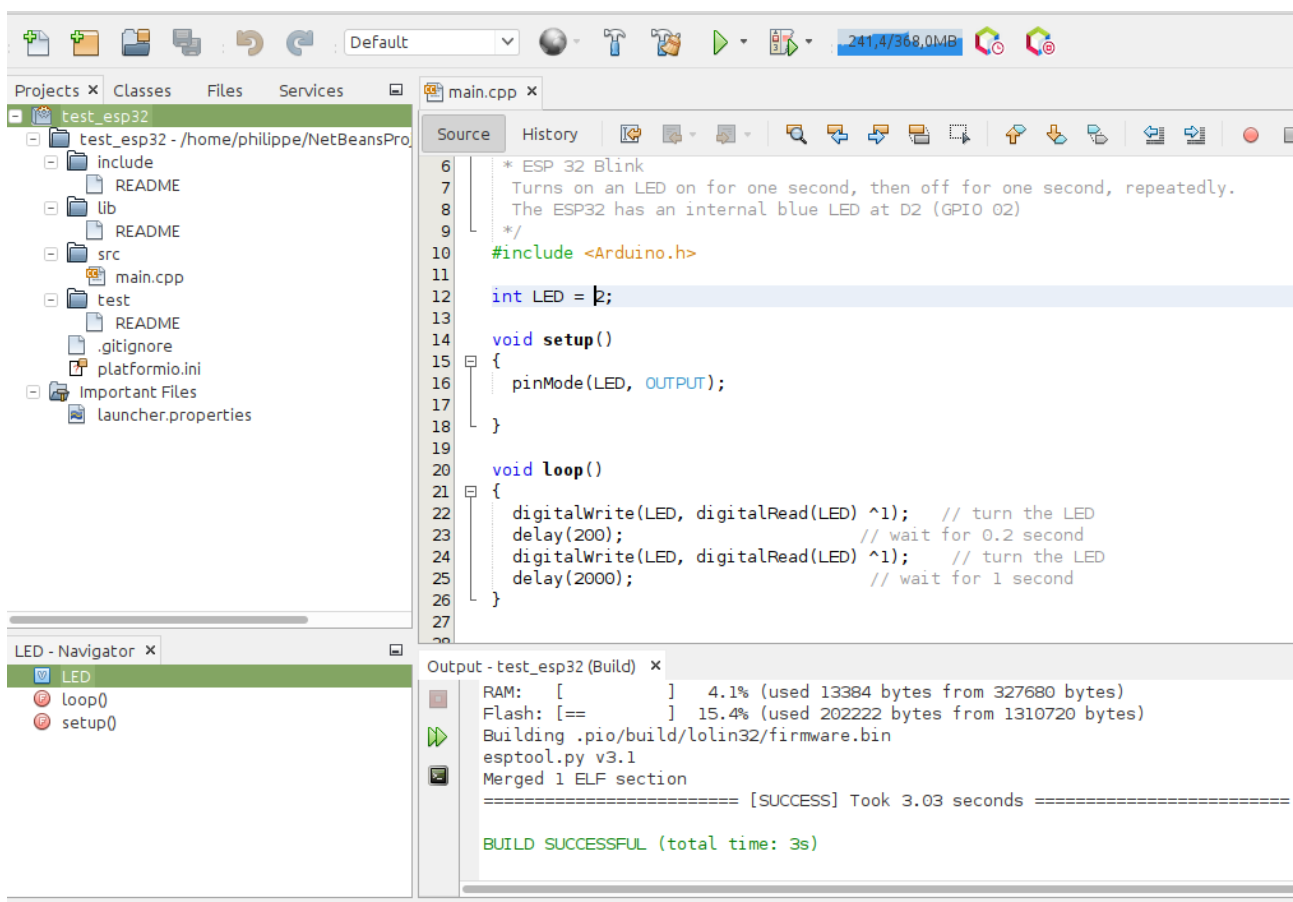 Default
241,4/368,0MB
Projects
Classes
Files
Services
test_esp32
test_esp32 - /home/philippe/NetBeansPro
include
README
lib
README
src
main.cpp
test
README
.gitignore
platformio.ini
Important Files
launcher.properties
LED - Navigator
LED
loop()
setup()
main.cpp
Source
History
6 * ESP 32 Blink
7 Turns on an LED on for one second, then off for one second, repeatedly.
8 The ESP32 has an internal blue LED at D2 (GPIO 02)
9 */
10 #include <Arduino.h>
11
12 int LED = 2;
13
14 void setup()
15 {
16 pinMode(LED, OUTPUT);
17
18 }
19
20 void loop()
21 {
22 digitalWrite(LED, digitalRead(LED) ^1); // turn the LED
23 delay(200); // wait for 0.2 second
24 digitalWrite(LED, digitalRead(LED) ^1); // turn the LED
25 delay(2000); // wait for 1 second
26 }
27
28
Output - test_esp32 (Build)
RAM: [ ] 4.1% (used 13384 bytes from 327680 bytes)
Flash: [== ] 15.4% (used 202222 bytes from 1310720 bytes)
Building .pio/build/lolin32/firmware.bin
esptool.py v3.1
Merged 1 ELF section
========================= [SUCCESS] Took 3.03 seconds =========================
BUILD SUCCESSFUL (total time: 3s)